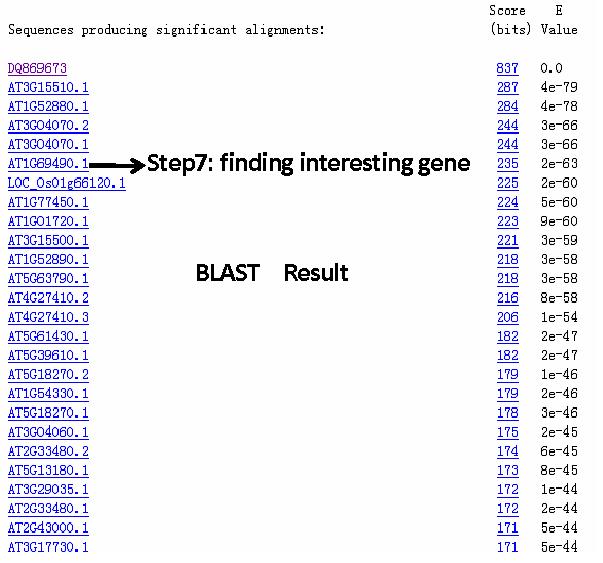 Score E
Sequences producing significant alignments: (bits) Value
DQ869673 837 0.0
AT3G15510.1 287 4e-79
AT1G52880.1 284 4e-78
AT3G04070.2 244 3e-66
AT3G04070.1 244 3e-66
AT1G69490.1 Step7: finding interesting gene 235 2e-63
LOC_Os01g66120.1 225 2e-60
AT1G77450.1 224 5e-60
AT1G01720.1 223 9e-60
AT3G15500.1 221 3e-59
AT1G52890.1 218 3e-58
BLAST Result
AT5G63790.1 218 3e-58
AT4G27410.2 216 8e-58
AT4G27410.3 206 1e-54
AT5G61430.1 182 2e-47
AT5G39610.1 182 2e-47
AT5G18270.2 179 1e-46
AT1G54330.1 179 2e-46
AT5G18270.1 178 3e-46
AT3G04060.1 175 2e-45
AT2G33480.2 174 6e-45
AT5G13180.1 173 8e-45
AT3G29035.1 172 1e-44
AT2G33480.1 172 2e-44
AT2G43000.1 171 5e-44
AT3G17730.1 171 5e-44